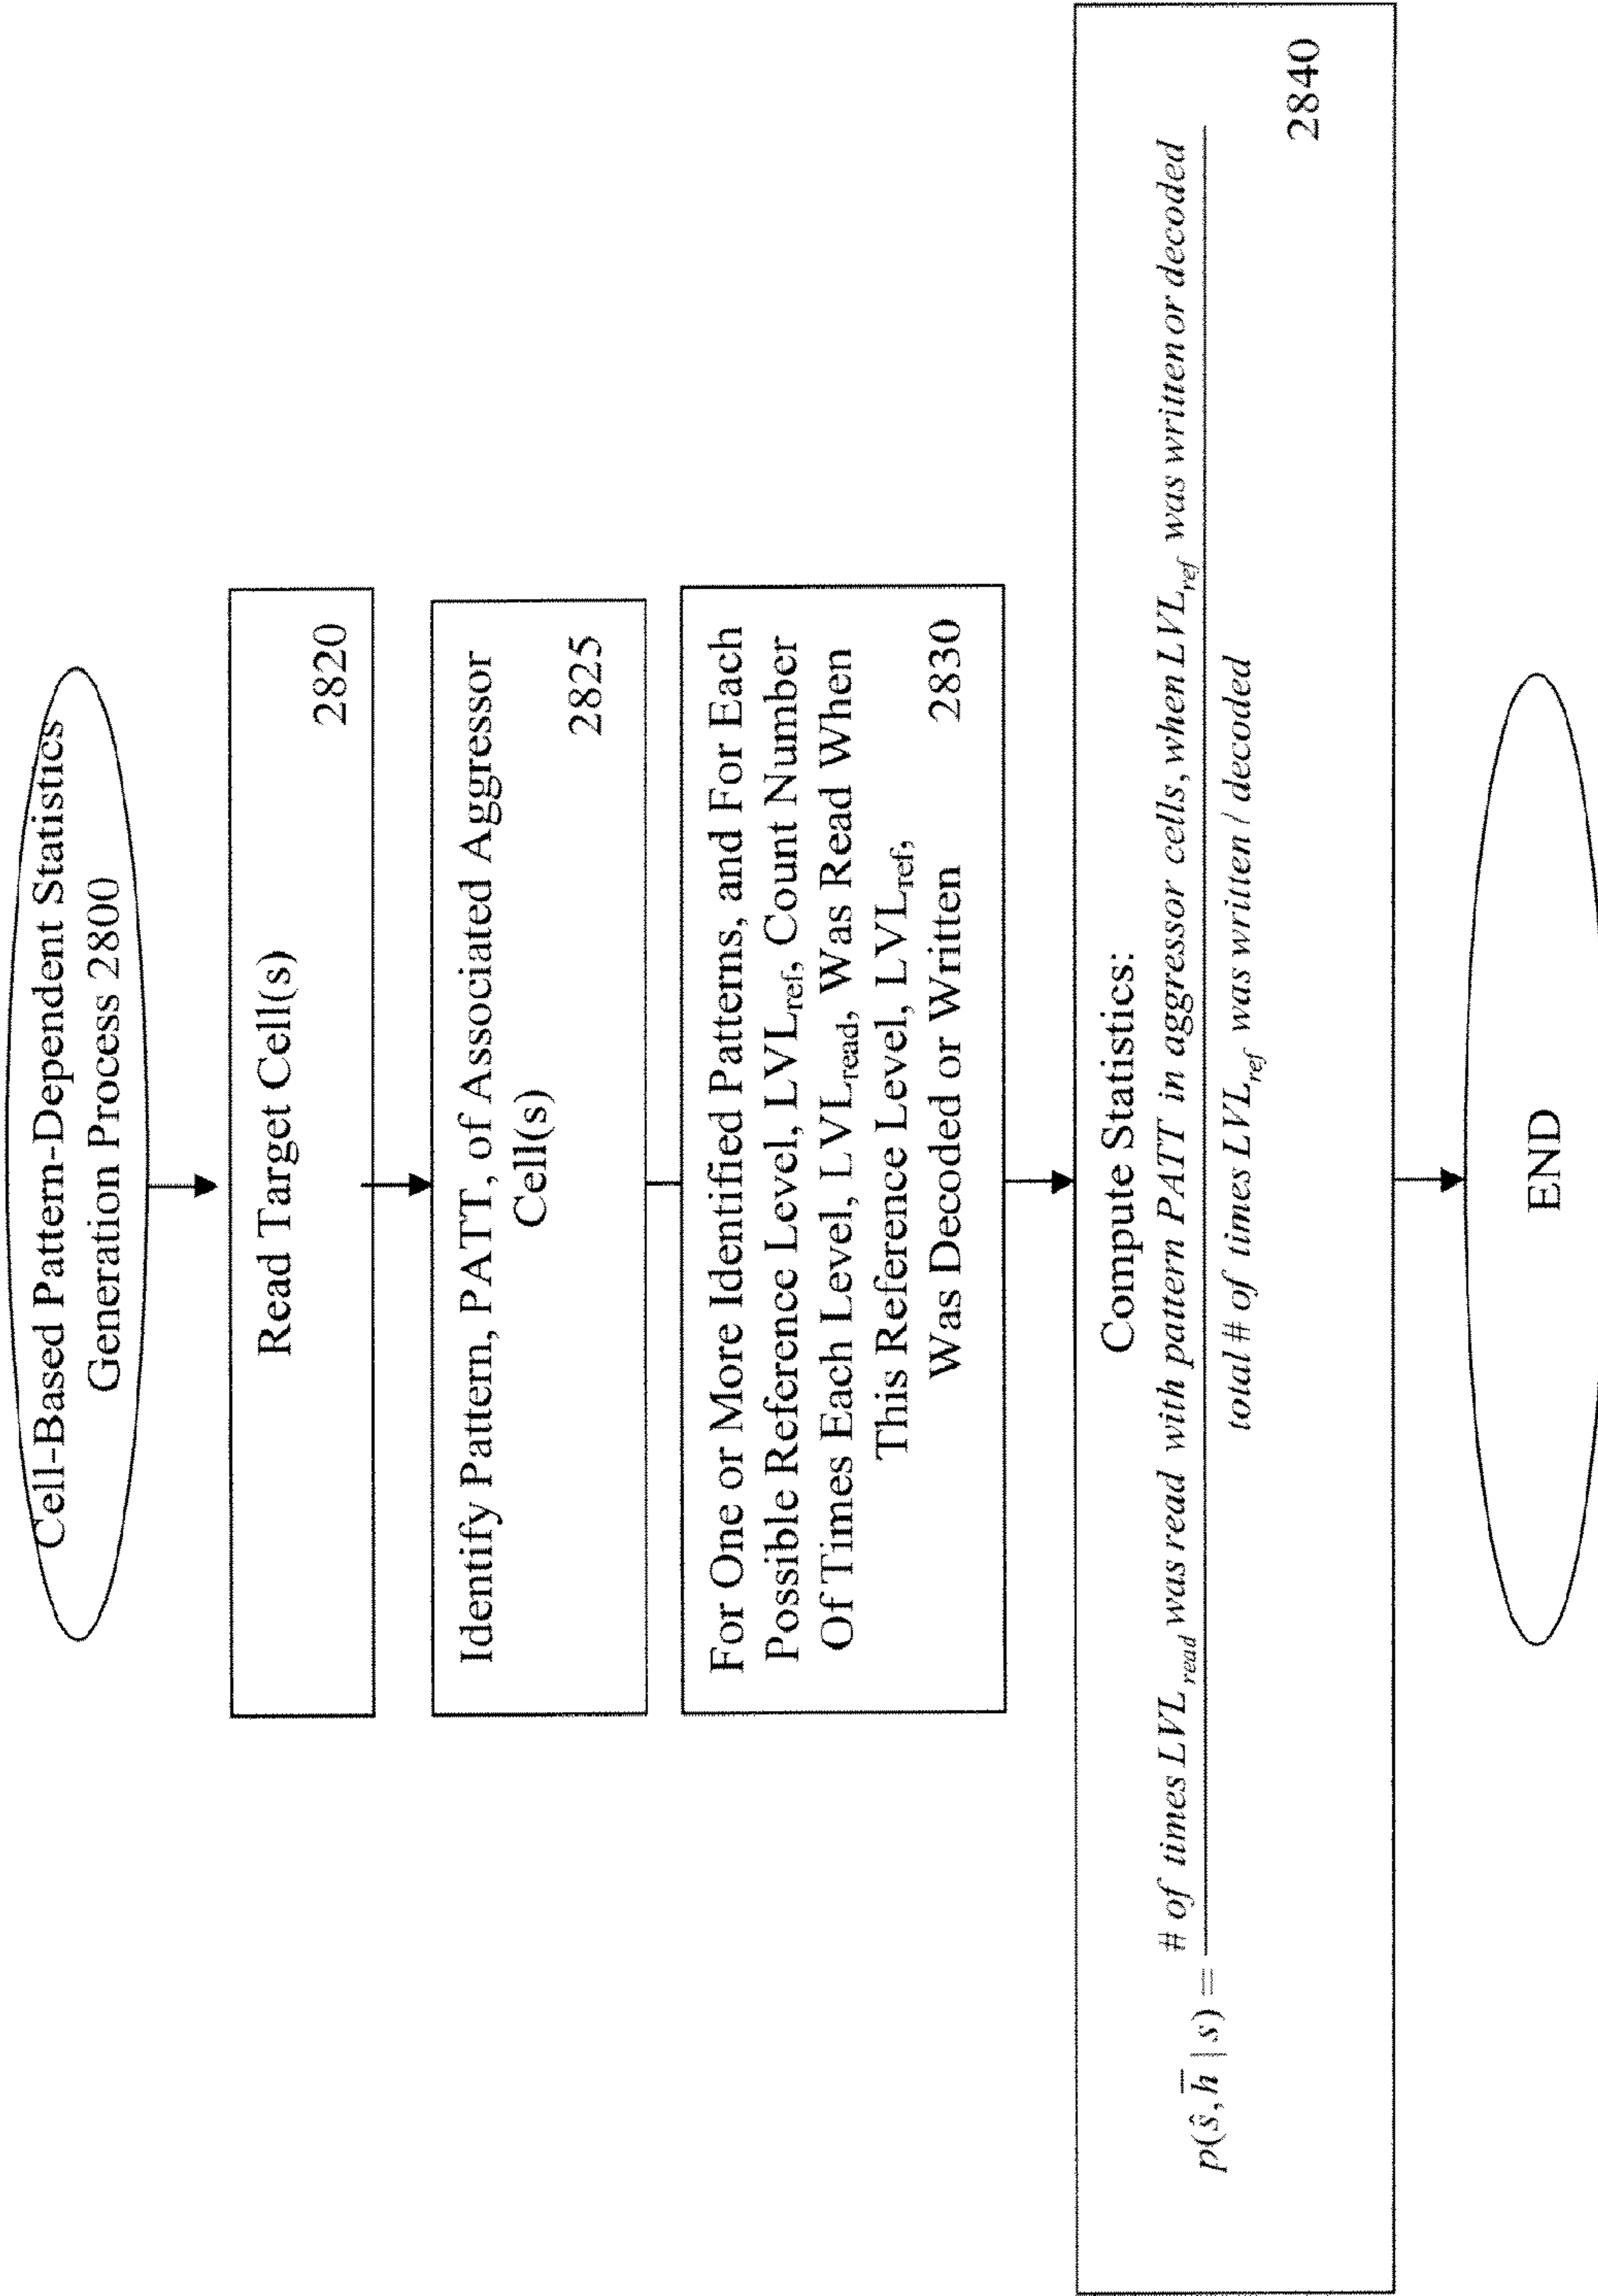 Cell-Based Pattern-Dependent Statistics
Generation Process 2800
Read Target Cell(s)
2820
Identify Pattern, PATT, of Associated Aggressor
Cell(s)
2825
For One or More Identified Patterns, and For Each
Possible Reference Level, LVLref, Count Number
Of Times Each Level, LVLread, Was Read When
This Reference Level, LVLref,
Was Decoded or Written
2830
Compute Statistics:
p(ŝ, h̅ | s) = # of times LVLread was read with pattern PATT in aggressor cells, when LVLref was written or decoded
total # of times LVLref was written / decoded
2840
END